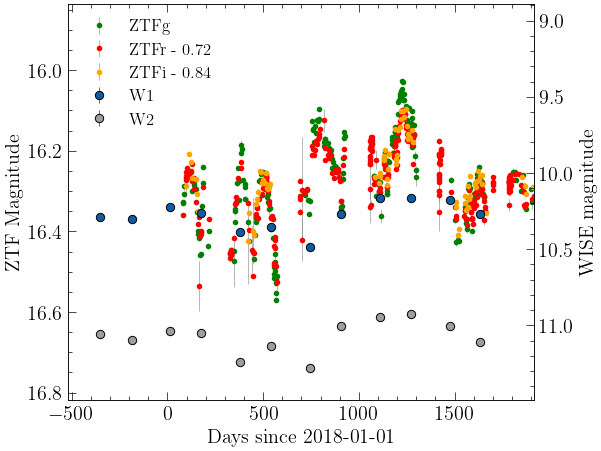 ZTFg
ZTFr - 0.72
ZTFi - 0.84
W1
W2
ZTF Magnitude
16.0
16.2
16.4
16.6
16.8
WISE magnitude
9.0
9.5
10.0
10.5
11.0
−500
0
500
1000
1500
Days since 2018-01-01